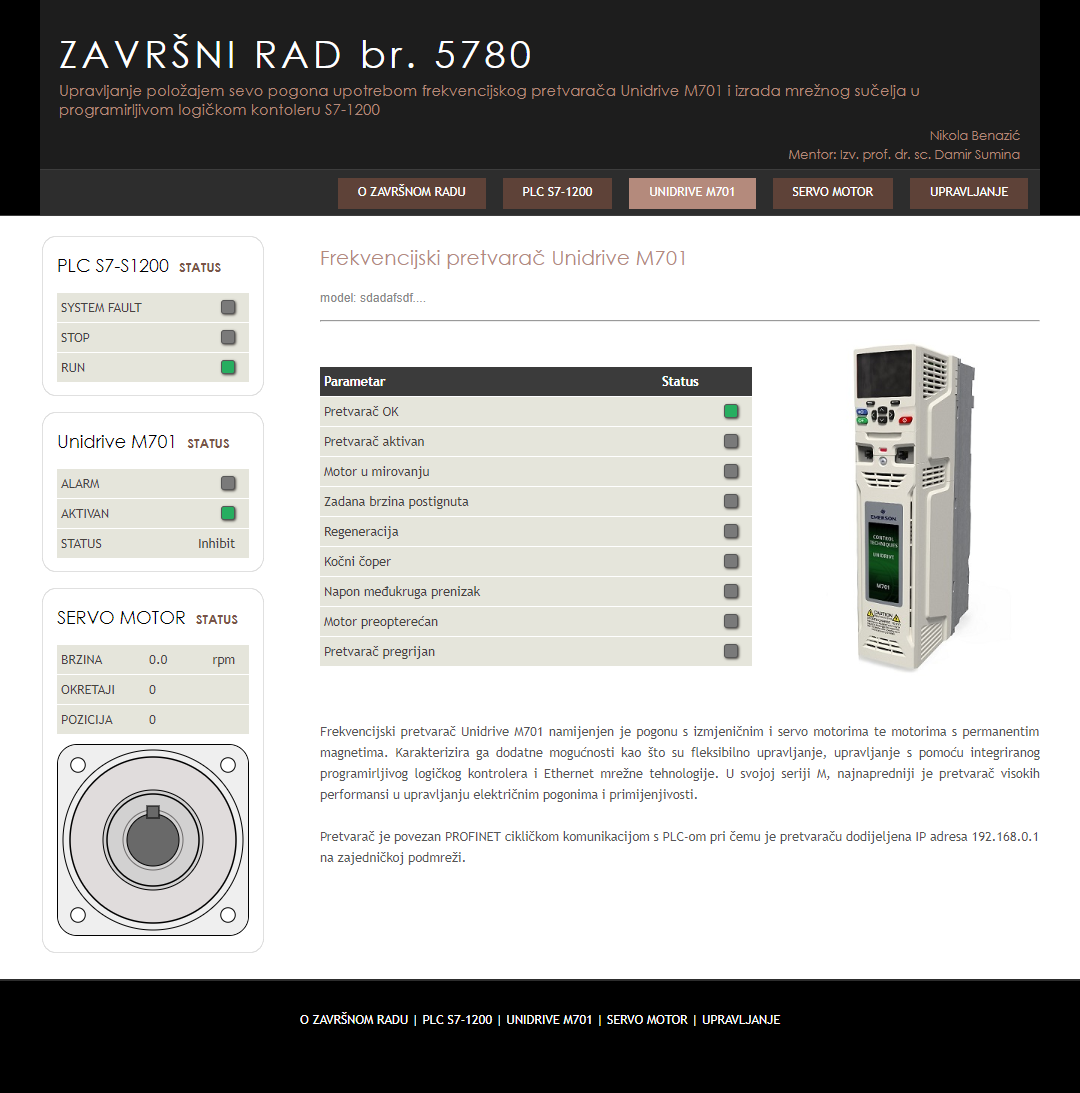 ZAVRŠNI RAD br. 5780
Upravljanje položajem sevo pogona upotrebom frekvencijskog pretvarača Unidrive M701 i izrada mrežnog sučelja u
programirljivom logičkom kontoleru S7-1200
Nikola Benazić
Mentor: Izv. prof. dr. sc. Damir Sumina
O ZAVRŠNOM RADU PLC S7-1200 UNIDRIVE M701 SERVO MOTOR UPRAVLJANJE
PLC S7-S1200 STATUS
SYSTEM FAULT
STOP
RUN
Unidrive M701 STATUS
ALARM
AKTIVAN
STATUS Inhibit
SERVO MOTOR STATUS
BRZINA 0.0 rpm
OKRETAJI 0
POZICIJA 0
Frekvencijski pretvarač Unidrive M701
model: sdadafsdf....
Parametar Status
Pretvarač OK
Pretvarač aktivan
Motor u mirovanju
Zadana brzina postignuta
Regeneracija
Kočni čoper
Napon međukruga prenizak
Motor preopterećan
Pretvarač pregrijan
EMERSON
CONTROL
TECHNIQUES
UNIDRIVE
M701
CAUTION
Frekvencijski pretvarač Unidrive M701 namijenjen je pogonu s izmjeničnim i servo motorima te motorima s permanentim
magnetima. Karakterizira ga dodatne mogućnosti kao što su fleksibilno upravljanje, upravljanje s pomoću integriranog
programirljivog logičkog kontrolera i Ethernet mrežne tehnologije. U svojoj seriji M, najnapredniji je pretvarač visokih
performansi u upravljanju električnim pogonima i primijenjivosti.
Pretvarač je povezan PROFINET cikličkom komunikacijom s PLC-om pri čemu je pretvaraču dodijeljena IP adresa 192.168.0.1
na zajedničkoj podmreži.
O ZAVRŠNOM RADU | PLC S7-1200 | UNIDRIVE M701 | SERVO MOTOR | UPRAVLJANJE